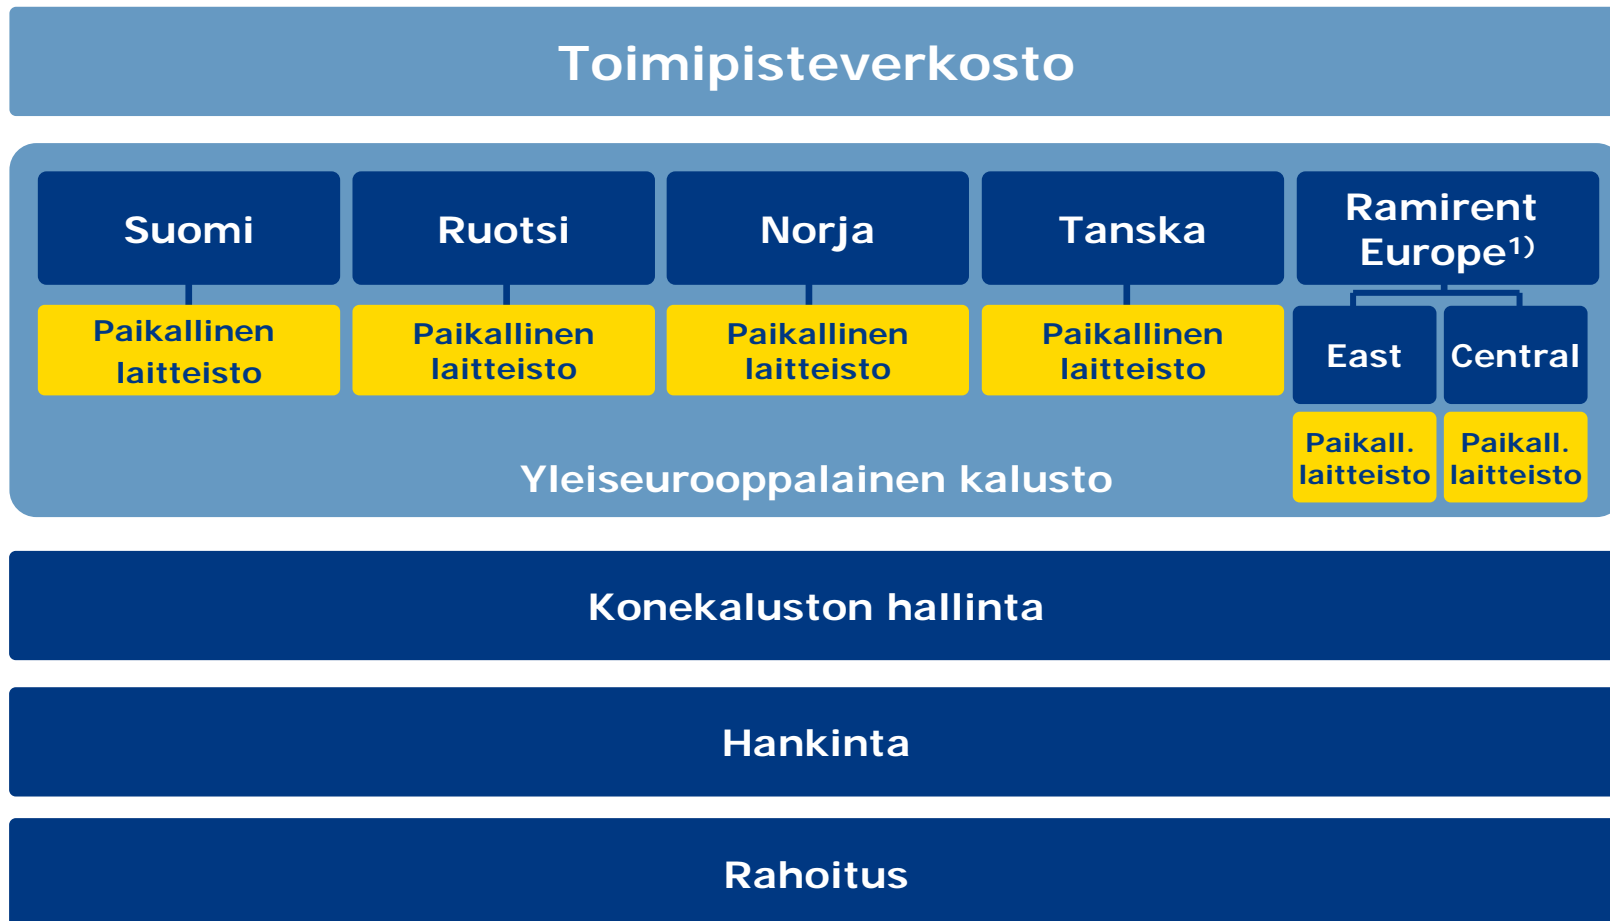 Toimipisteverkosto
Suomi
Ruotsi
Norja
Tanska
Ramirent
Europe¹⁾
Paikallinen
laitteisto
Paikallinen
laitteisto
Paikallinen
laitteisto
Paikallinen
laitteisto
East
Central
Paikall.
laitteisto
Paikall.
laitteisto
Yleiseurooppalainen kalusto
Konekaluston hallinta
Hankinta
Rahoitus